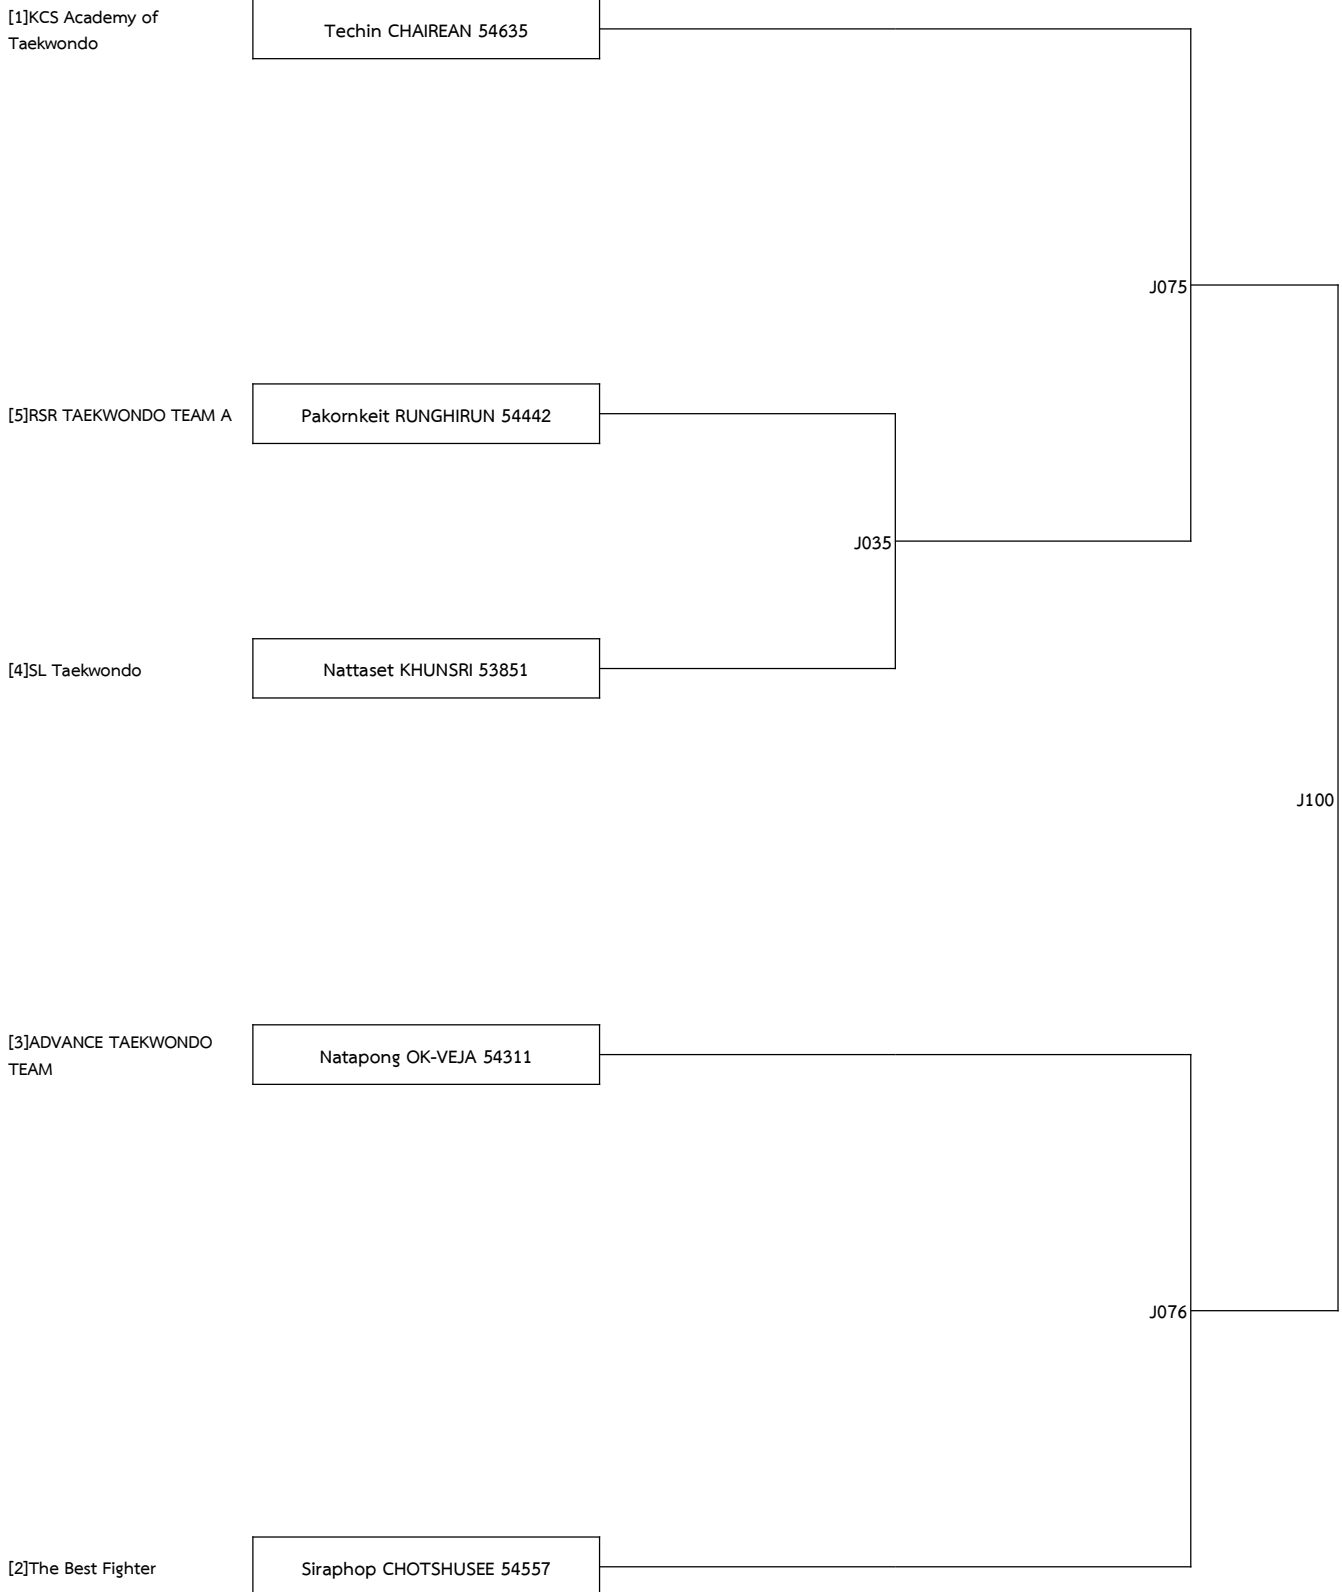 [1]KCS Academy of
Taekwondo
Techin CHAIREAN 54635
J075
[5]RSR TAEKWONDO TEAM A
Pakornkeit RUNGHIRUN 54442
J035
[4]SL Taekwondo
Nattaset KHUNSRI 53851
J100
[3]ADVANCE TAEKWONDO
TEAM
Natapong OK-VEJA 54311
J076
[2]The Best Fighter
Siraphop CHOTSHUSEE 54557